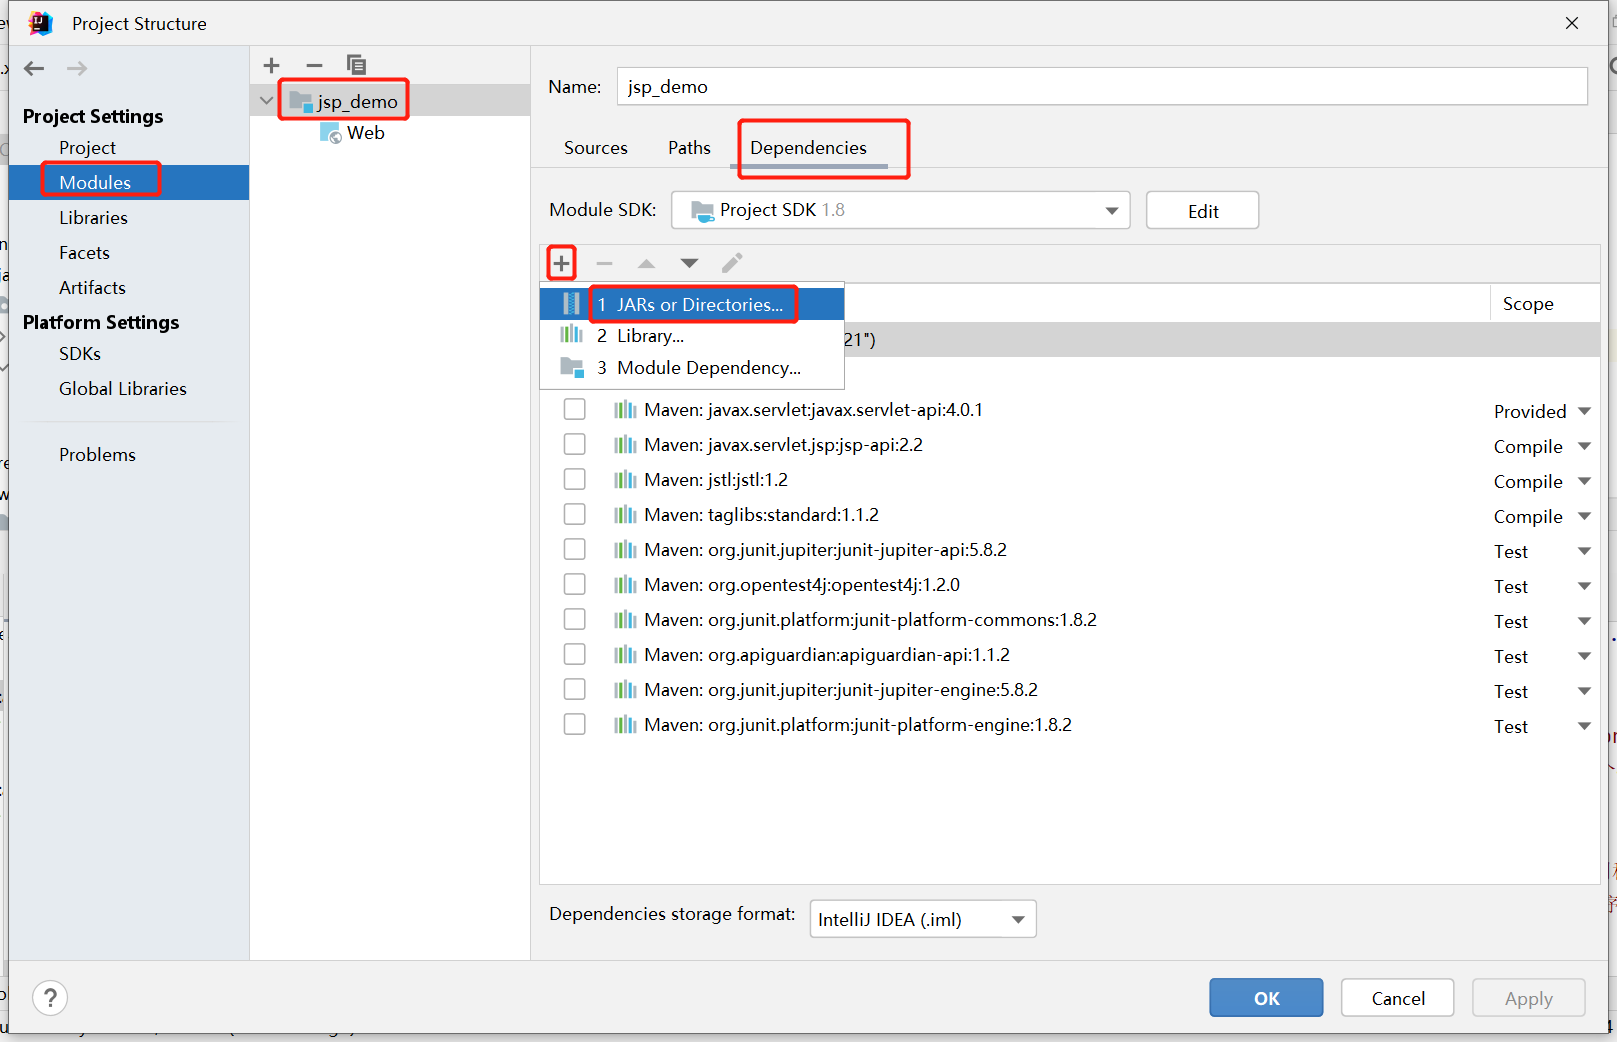 Project Structure
Project Settings
Project
Modules
Libraries
Facets
Artifacts
Platform Settings
SDKs
Global Libraries
Problems
jsp_demo
Web
Name: jsp_demo
Sources Paths Dependencies
Module SDK: Project SDK 1.8 Edit
1 JARs or Directories...
2 Library...
3 Module Dependency...
Scope
21")
Maven: javax.servlet:javax.servlet-api:4.0.1 Provided
Maven: javax.servlet.jsp:jsp-api:2.2 Compile
Maven: jstl:jstl:1.2 Compile
Maven: taglibs:standard:1.1.2 Compile
Maven: org.junit.jupiter:junit-jupiter-api:5.8.2 Test
Maven: org.opentest4j:opentest4j:1.2.0 Test
Maven: org.junit.platform:junit-platform-commons:1.8.2 Test
Maven: org.apiguardian:apiguardian-api:1.1.2 Test
Maven: org.junit.jupiter:junit-jupiter-engine:5.8.2 Test
Maven: org.junit.platform:junit-platform-engine:1.8.2 Test
Dependencies storage format: IntelliJ IDEA (.iml)
?
OK Cancel Apply